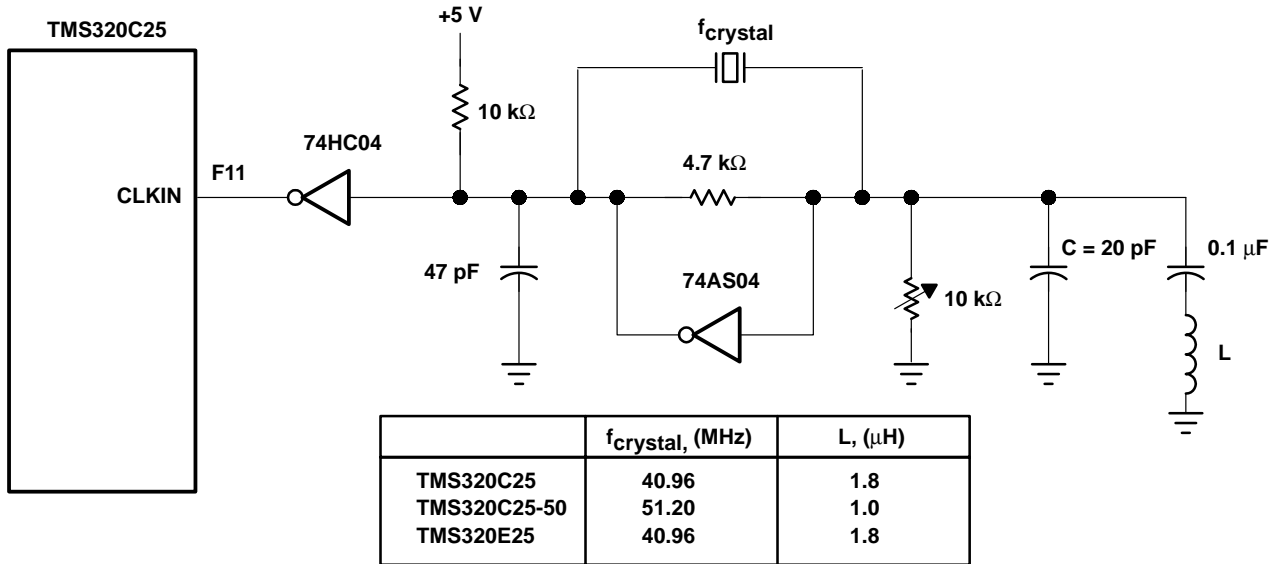 +5 V
TMS320C25
fcrystal
10 kΩ
74HC04
4.7 kΩ
F11
CLKIN
C = 20 pF
0.1 μF
47 pF
74AS04
10 kΩ
L
fcrystal, (MHz) L, (μH)
TMS320C25 40.96 1.8
TMS320C25-50 51.20 1.0
TMS320E25 40.96 1.8